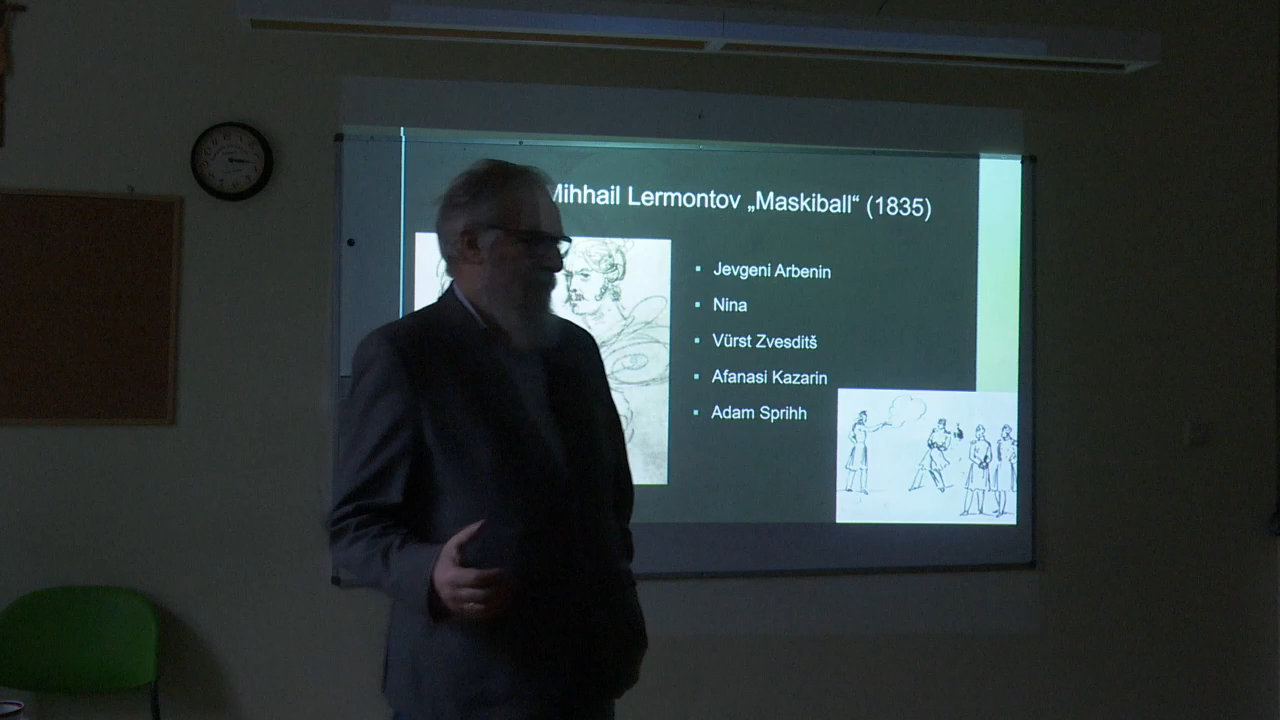 Mihhail Lermontov „Maskiball“ (1835)
Jevgeni Arbenin
Nina
Vürst Zvesditš
Afanasi Kazarin
Adam Sprihh